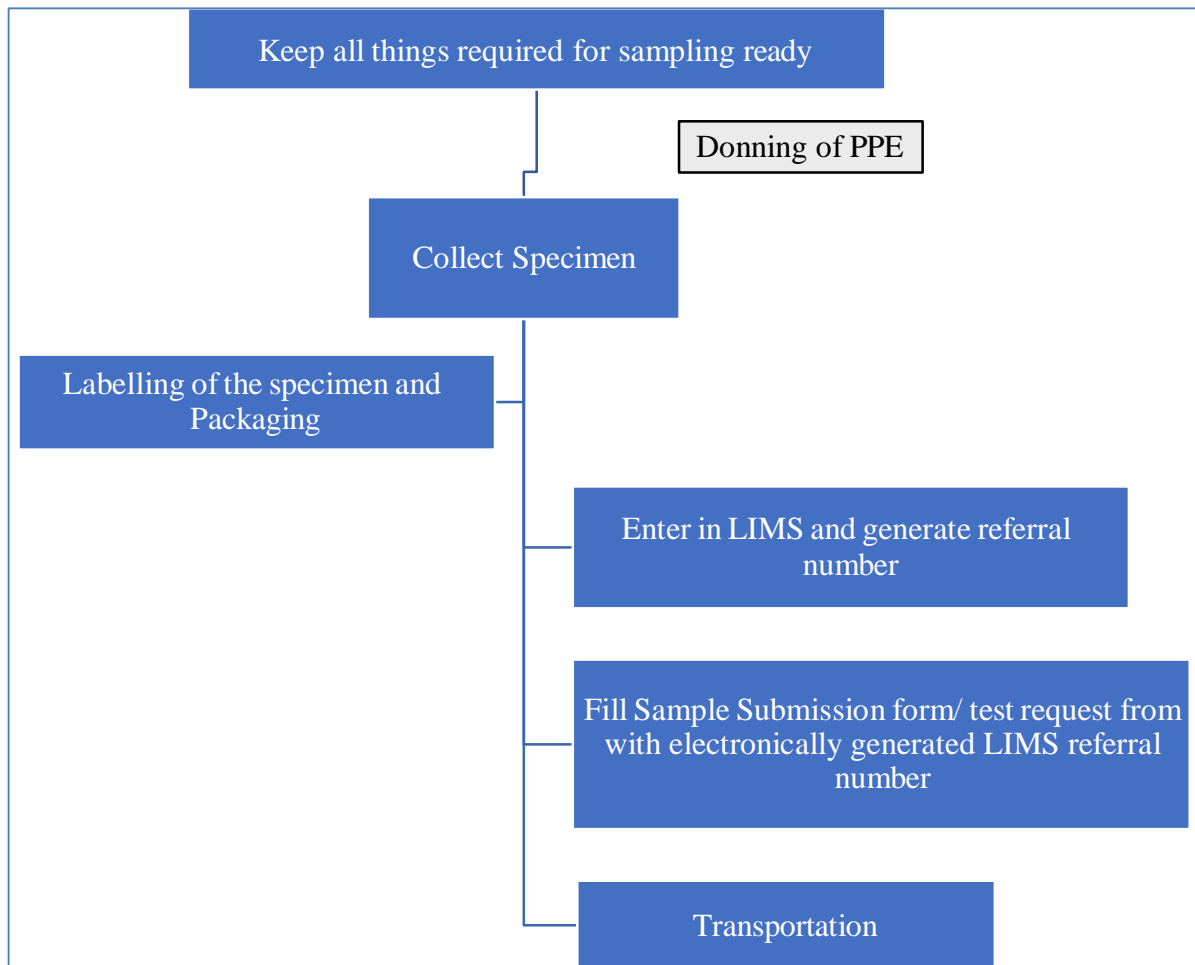 Keep all things required for sampling ready
Donning of PPE
Collect Specimen
Labelling of the specimen and
Packaging
Enter in LIMS and generate referral
number
Fill Sample Submission form/ test request from
with electronically generated LIMS referral
number
Transportation